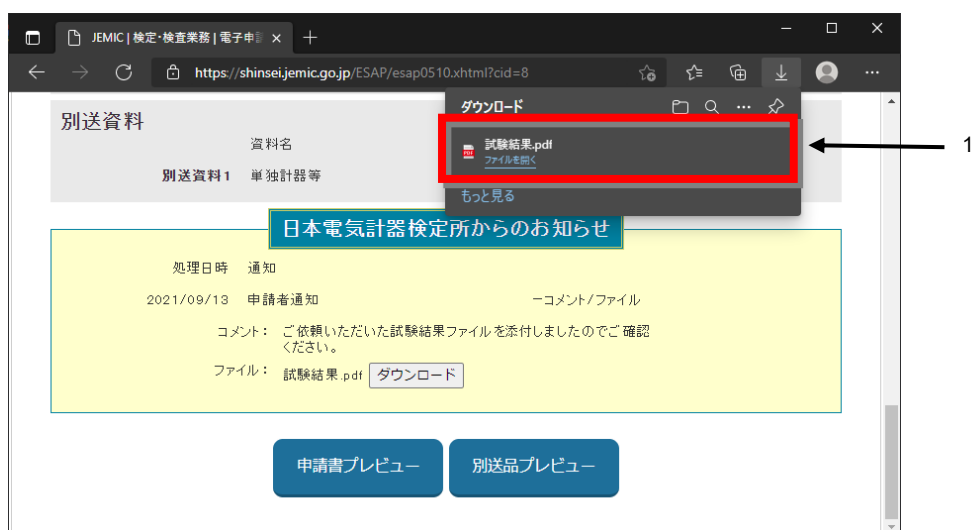 JEMIC | 検定・検査業務 | 電子申
https://shinsei.jemic.go.jp/ESAP/esap0510.xhtml?cid=8
ダウンロード
試験結果.pdf
ファイルを開く
もっと見る
1
別送資料
資料名
別送資料1 単独計器等
日本電気計器検定所からのお知らせ
処理日時 通知
2021/09/13 申請者通知 −コメント/ファイル
コメント： ご依頼いただいた試験結果ファイルを添付しましたのでご確認
ください。
ファイル： 試験結果.pdf ダウンロード
申請書プレビュー 別送品プレビュー